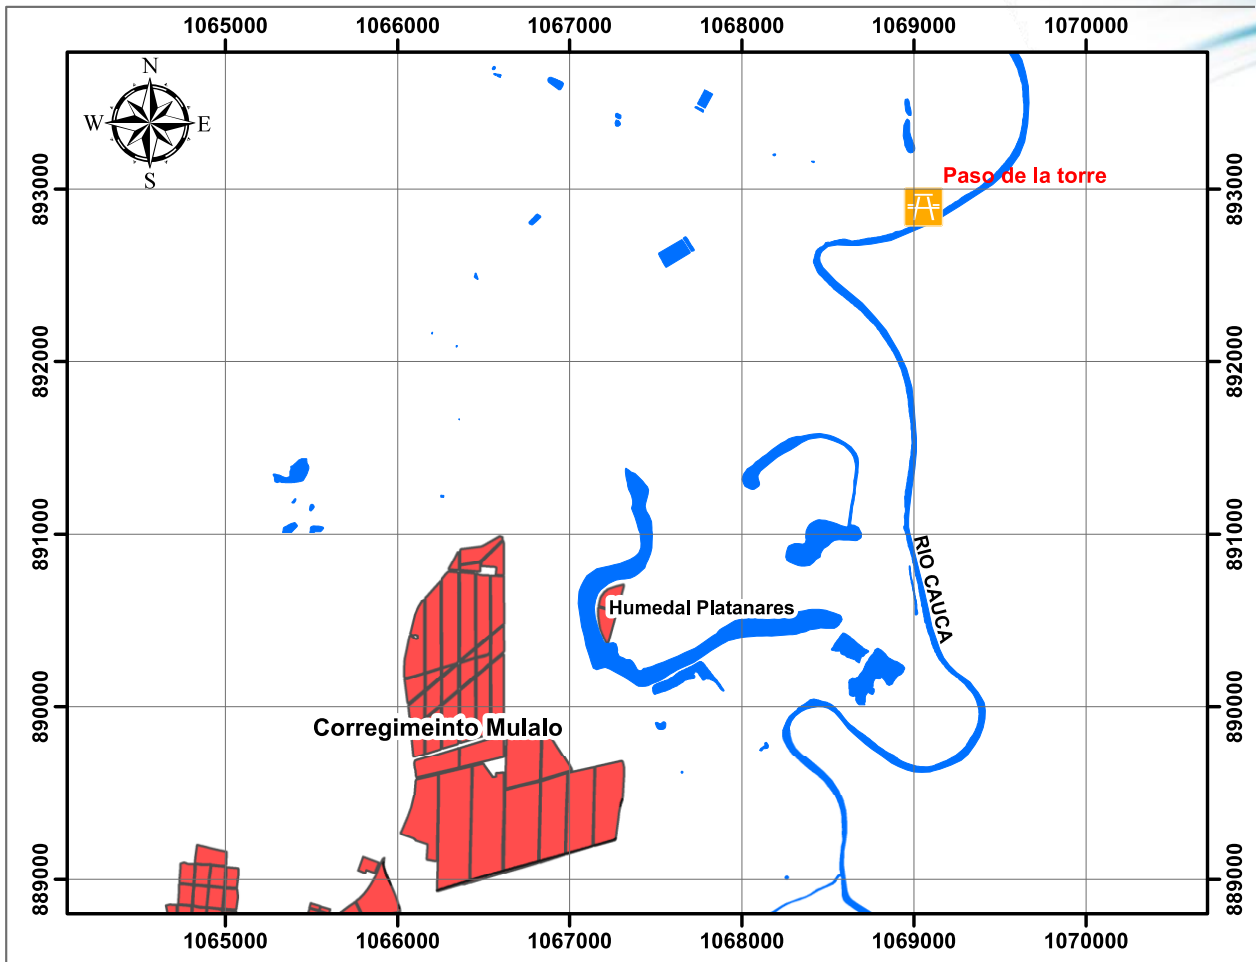 1065000 1066000 1067000 1068000 1069000 1070000
N
W E
S
893000 893000
Paso de la torre
892000 892000
891000 891000
RIO CAUCA
Humedal Platanares
890000 890000
Corregimeinto Mulalo
889000 889000
1065000 1066000 1067000 1068000 1069000 1070000